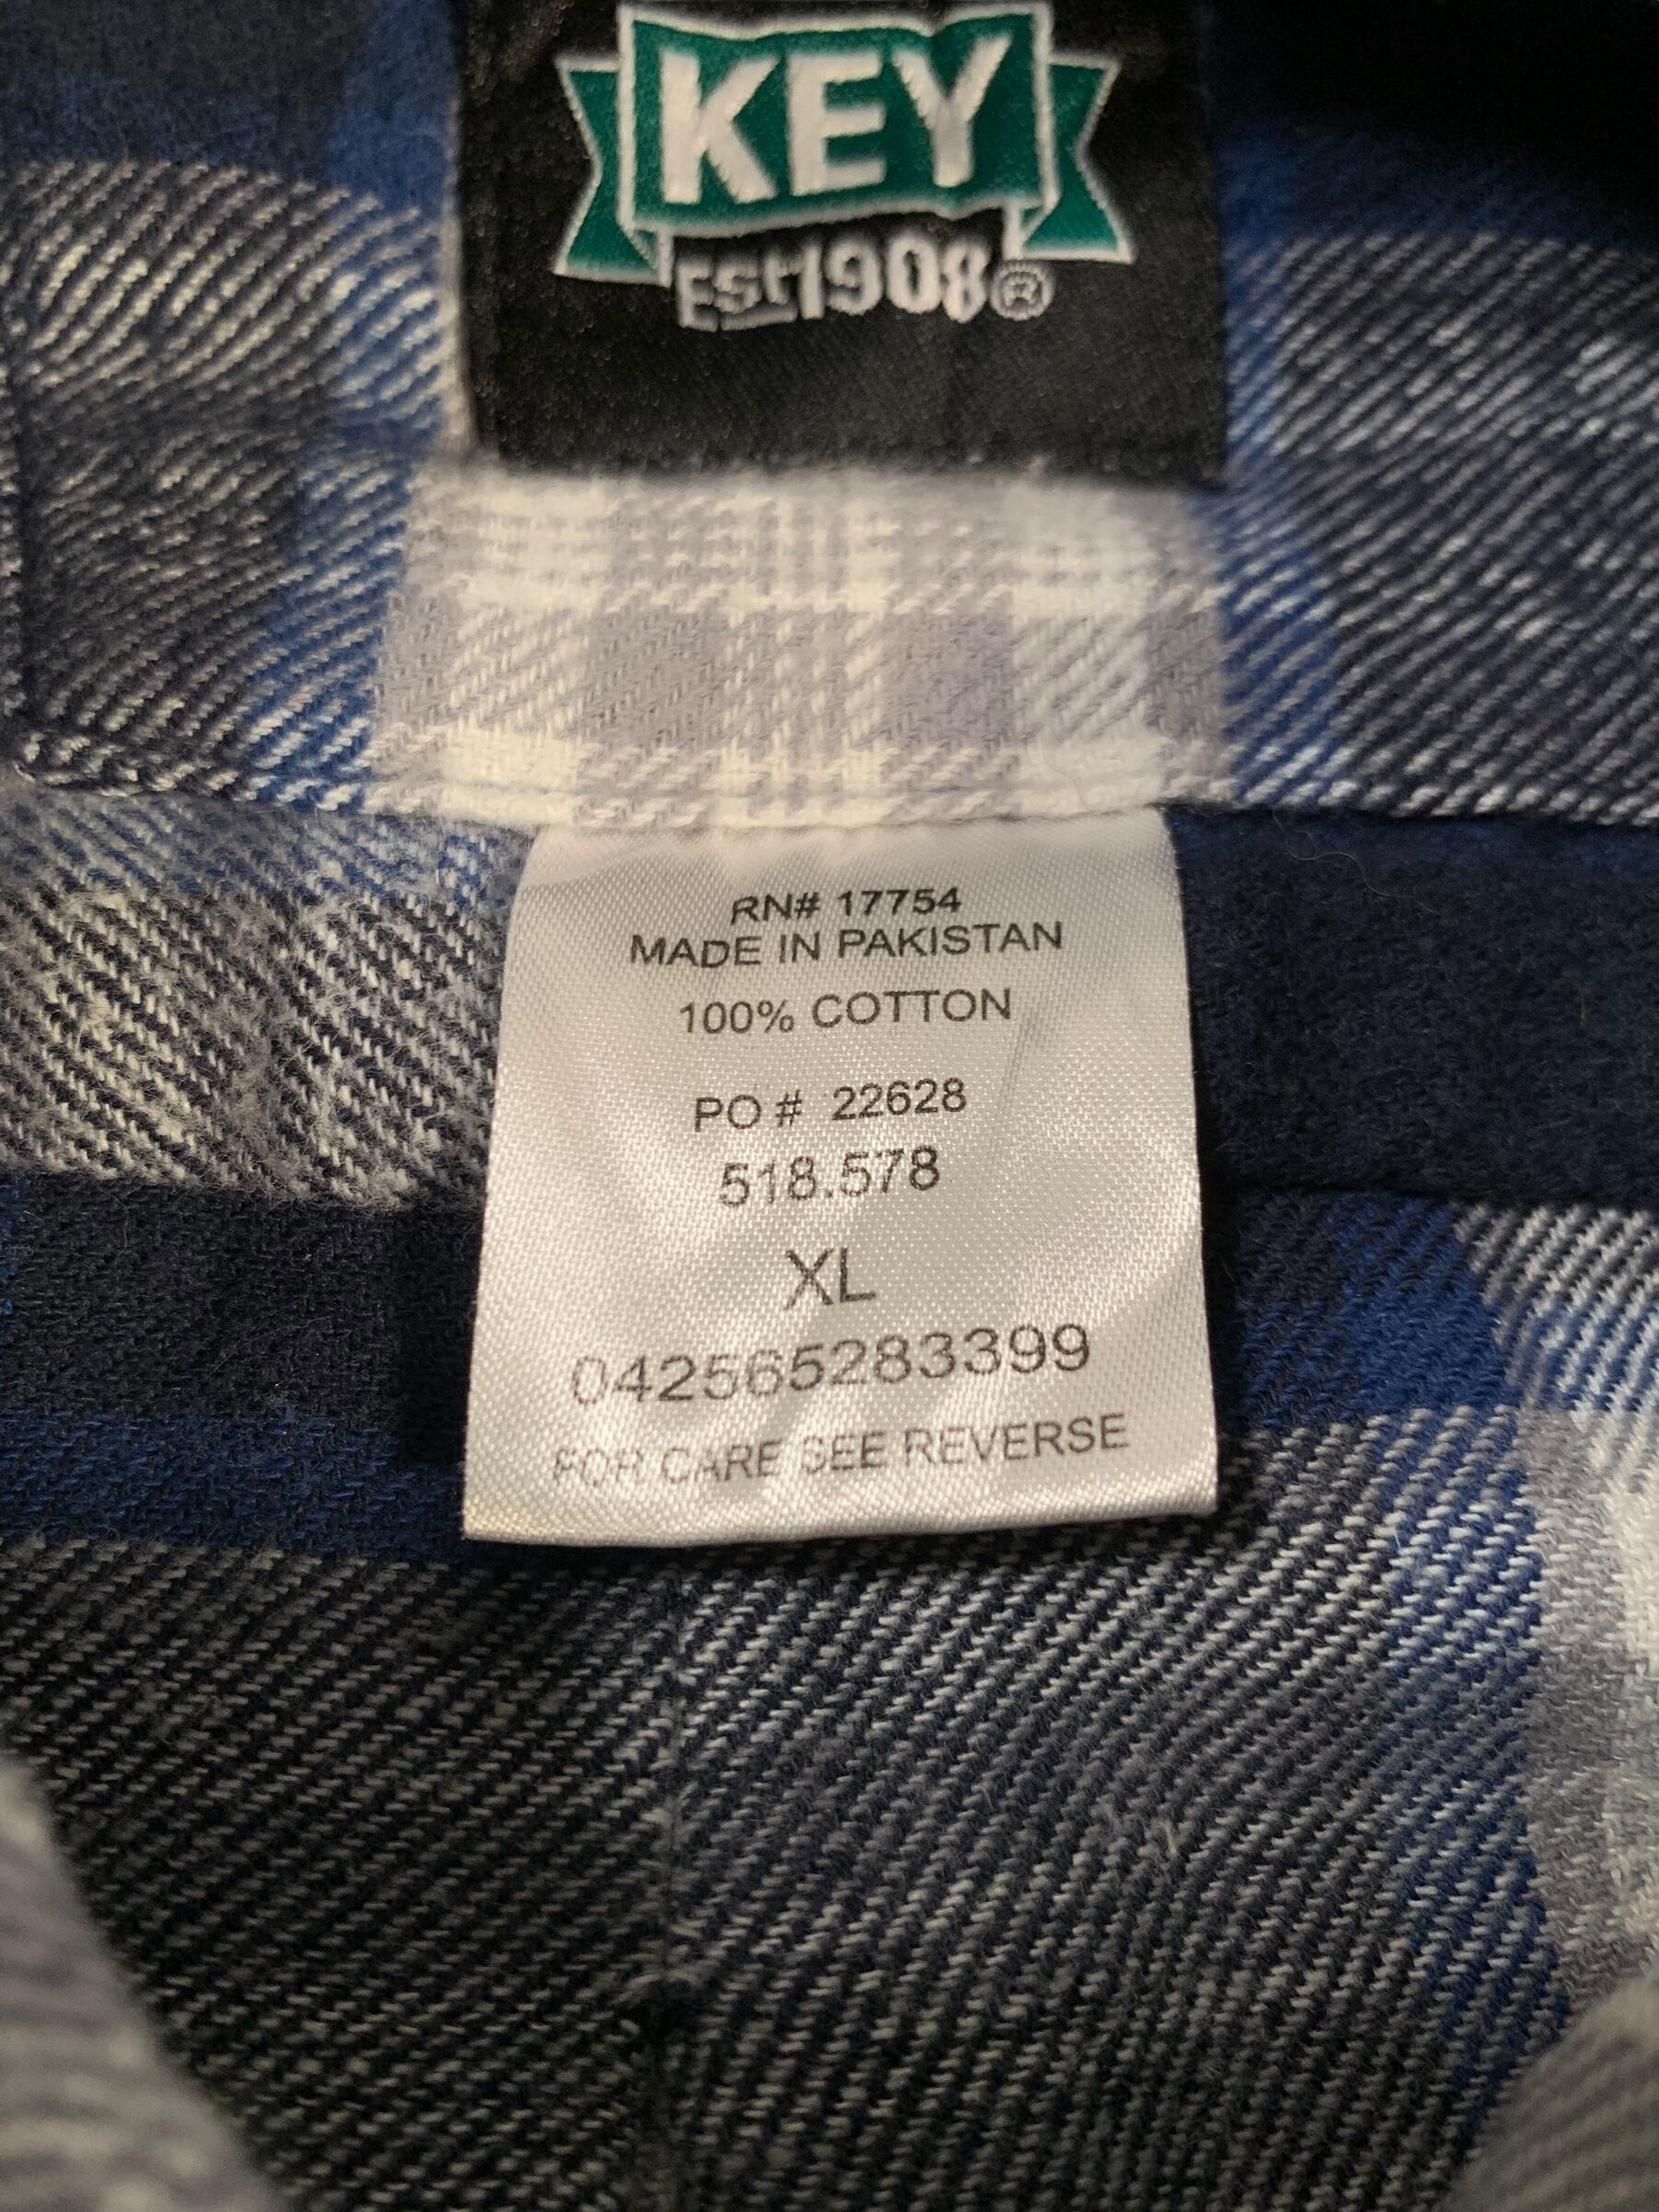 KEY
EST 1908®
RN# 17754
MADE IN PAKISTAN
100% COTTON
PO # 22628
518.578
XL
042565283399
FOR CARE SEE REVERSE